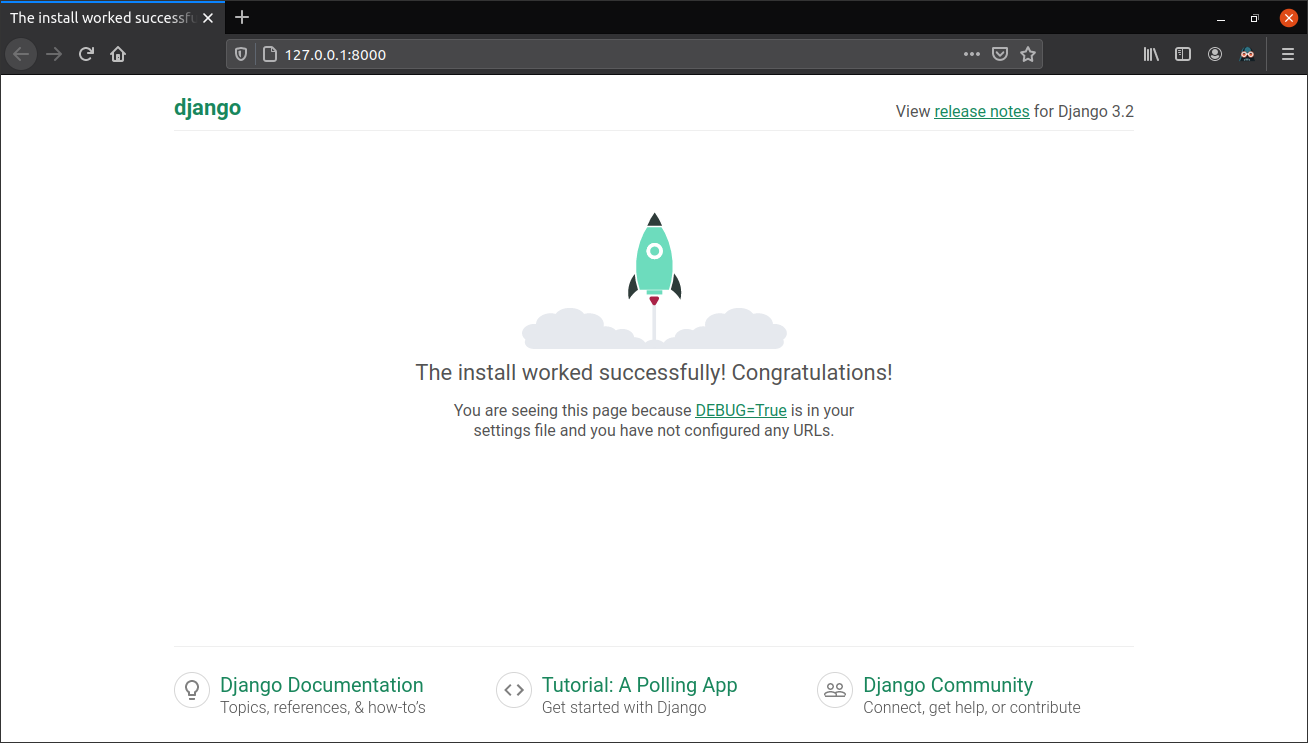 The install worked successfu
127.0.0.1:8000
django
View release notes for Django 3.2
The install worked successfully! Congratulations!
You are seeing this page because DEBUG=True is in your
settings file and you have not configured any URLs.
Django Documentation
Topics, references, & how-to’s
Tutorial: A Polling App
Get started with Django
Django Community
Connect, get help, or contribute